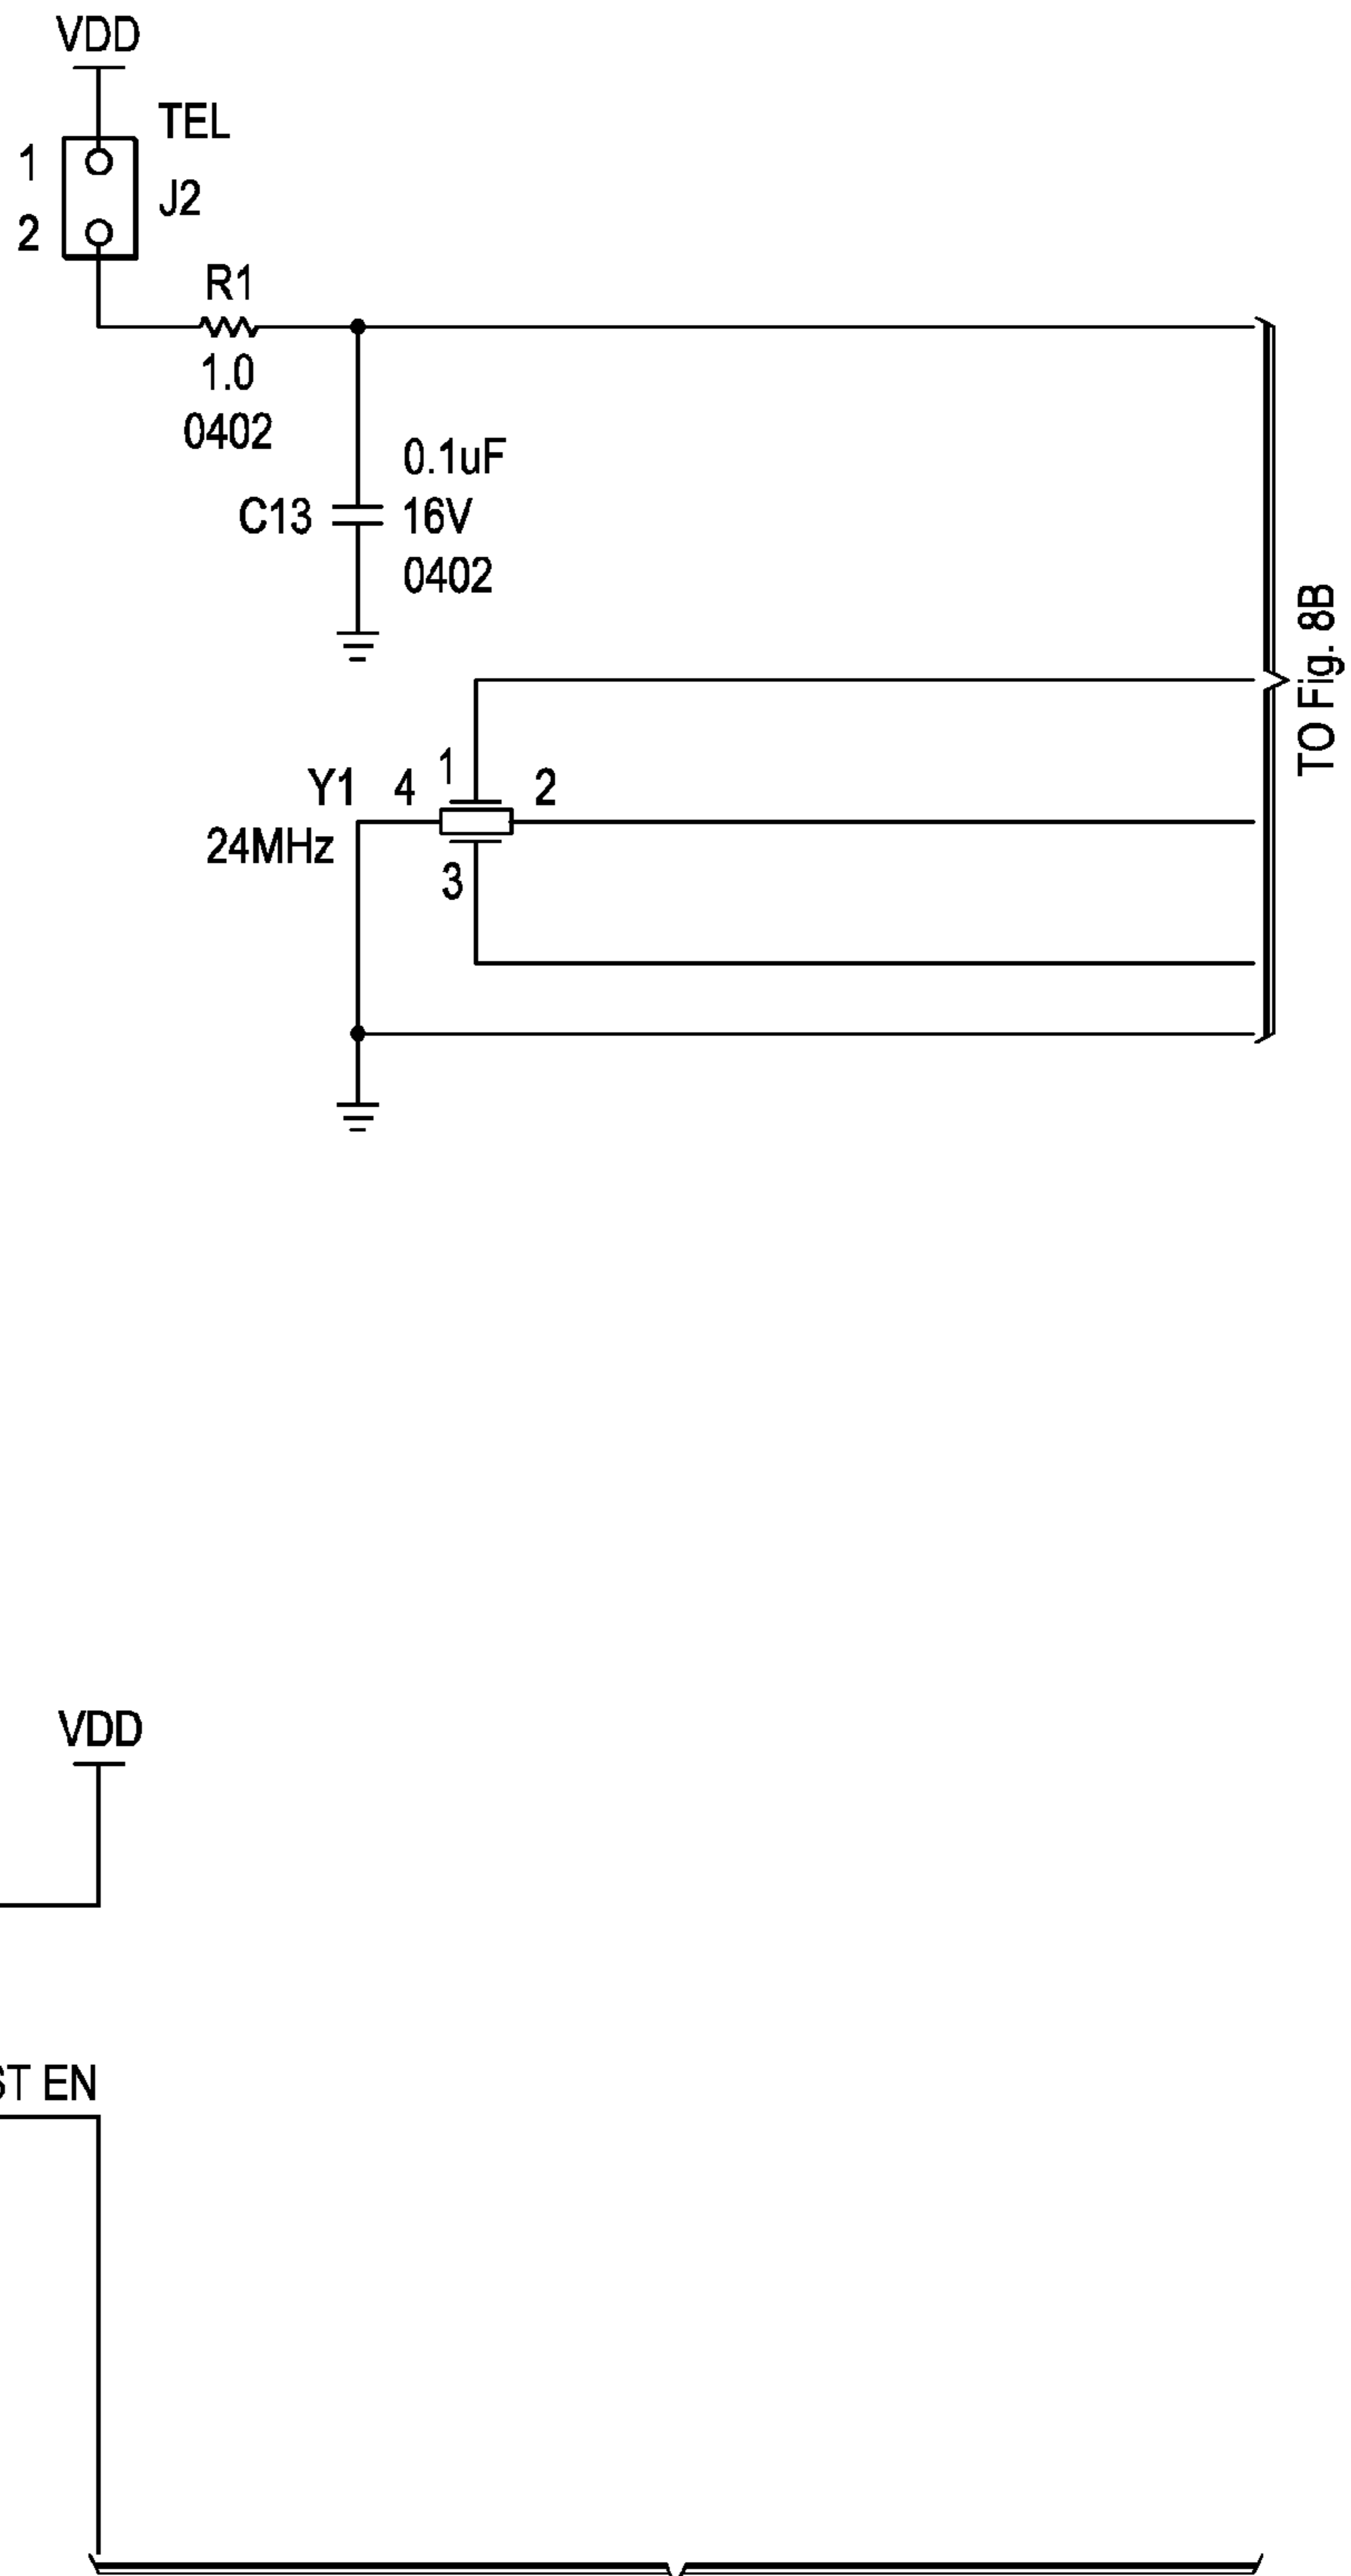 VDD
TEL
1
J2
2
R1
1.0
0402
0.1uF
C13 16V
0402
TO Fig. 8B
1
Y1 4 2
24MHz
3
VDD
ST EN